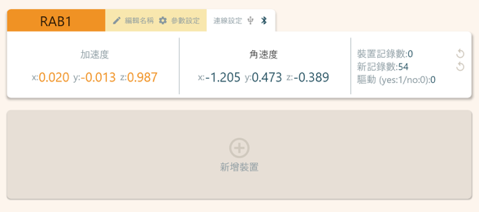 RAB1 編輯名稱 參數設定 連線設定
加速度
x:0.020 y:-0.013 z:0.987
角速度
x:-1.205 y:0.473 z:-0.389
裝置記錄數:0
新記錄數:54
驅動 (yes:1/no:0):0
新增裝置